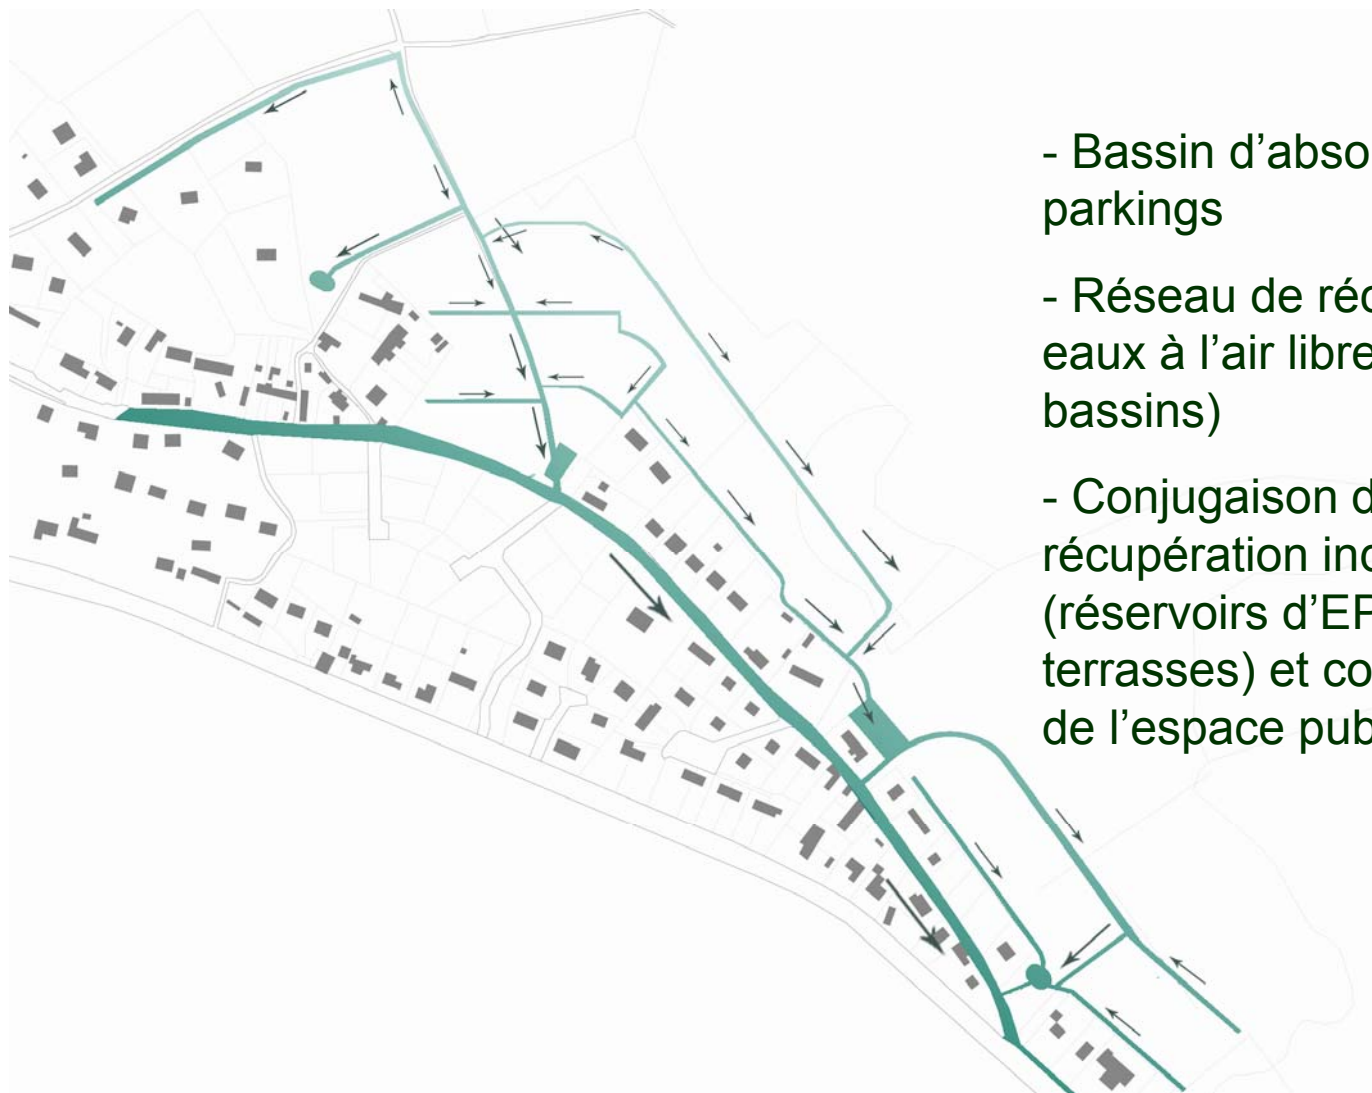 - Bassin d’abso
parkings
- Réseau de réc
eaux à l’air libre
bassins)
- Conjugaison d
récupération ind
(réservoirs d’EP
terrasses) et co
de l’espace pub